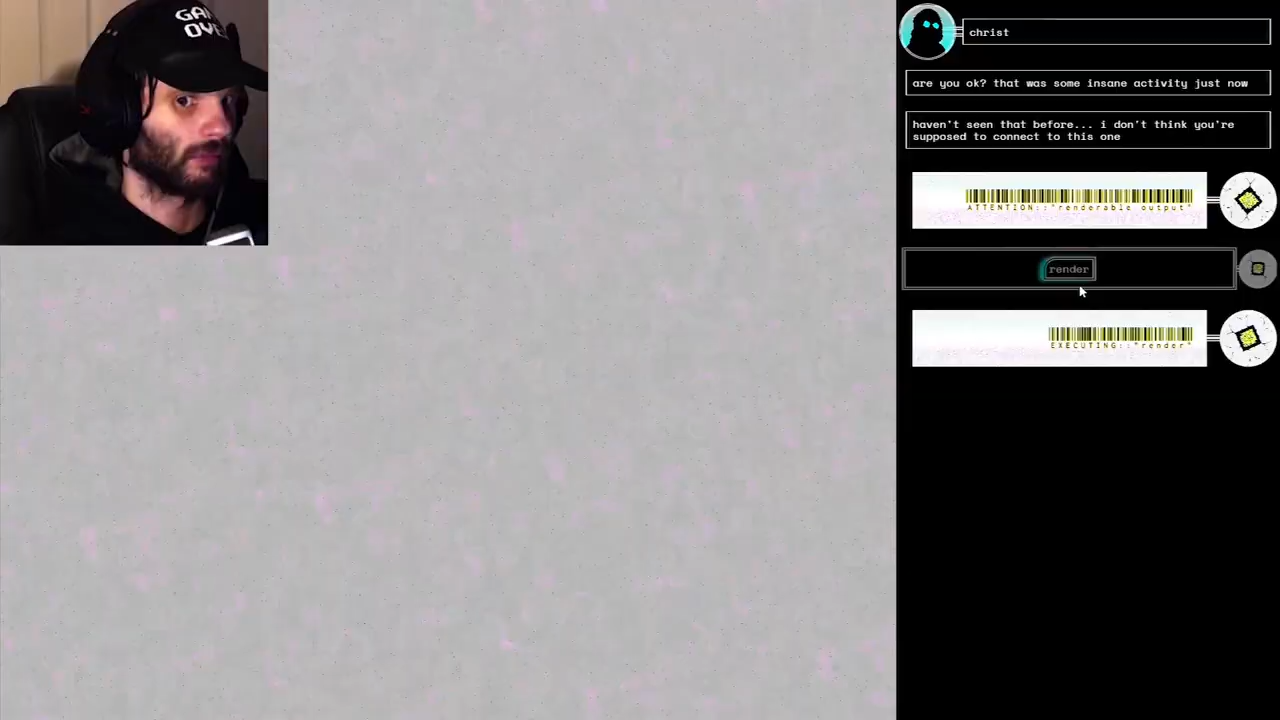 GAME
OVER
christ
are you ok? that was some insane activity just now
haven't seen that before... i don't think you're
supposed to connect to this one
ATTENTION::"renderable output"
render
EXECUTING::"render"